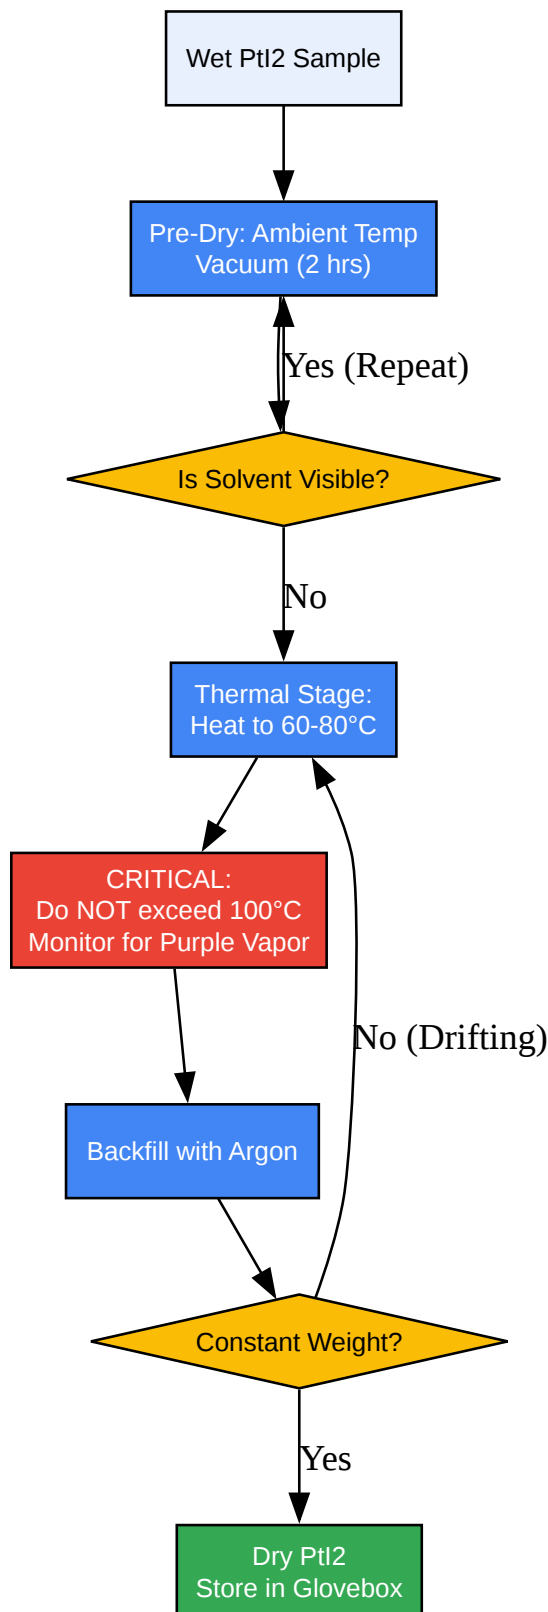 Wet PtI2 Sample
Pre-Dry: Ambient Temp
Vacuum (2 hrs)
Yes (Repeat)
Is Solvent Visible?
No
Thermal Stage:
Heat to 60-80°C
CRITICAL:
Do NOT exceed 100°C
Monitor for Purple Vapor
No (Drifting)
Backfill with Argon
Constant Weight?
Yes
Dry PtI2
Store in Glovebox